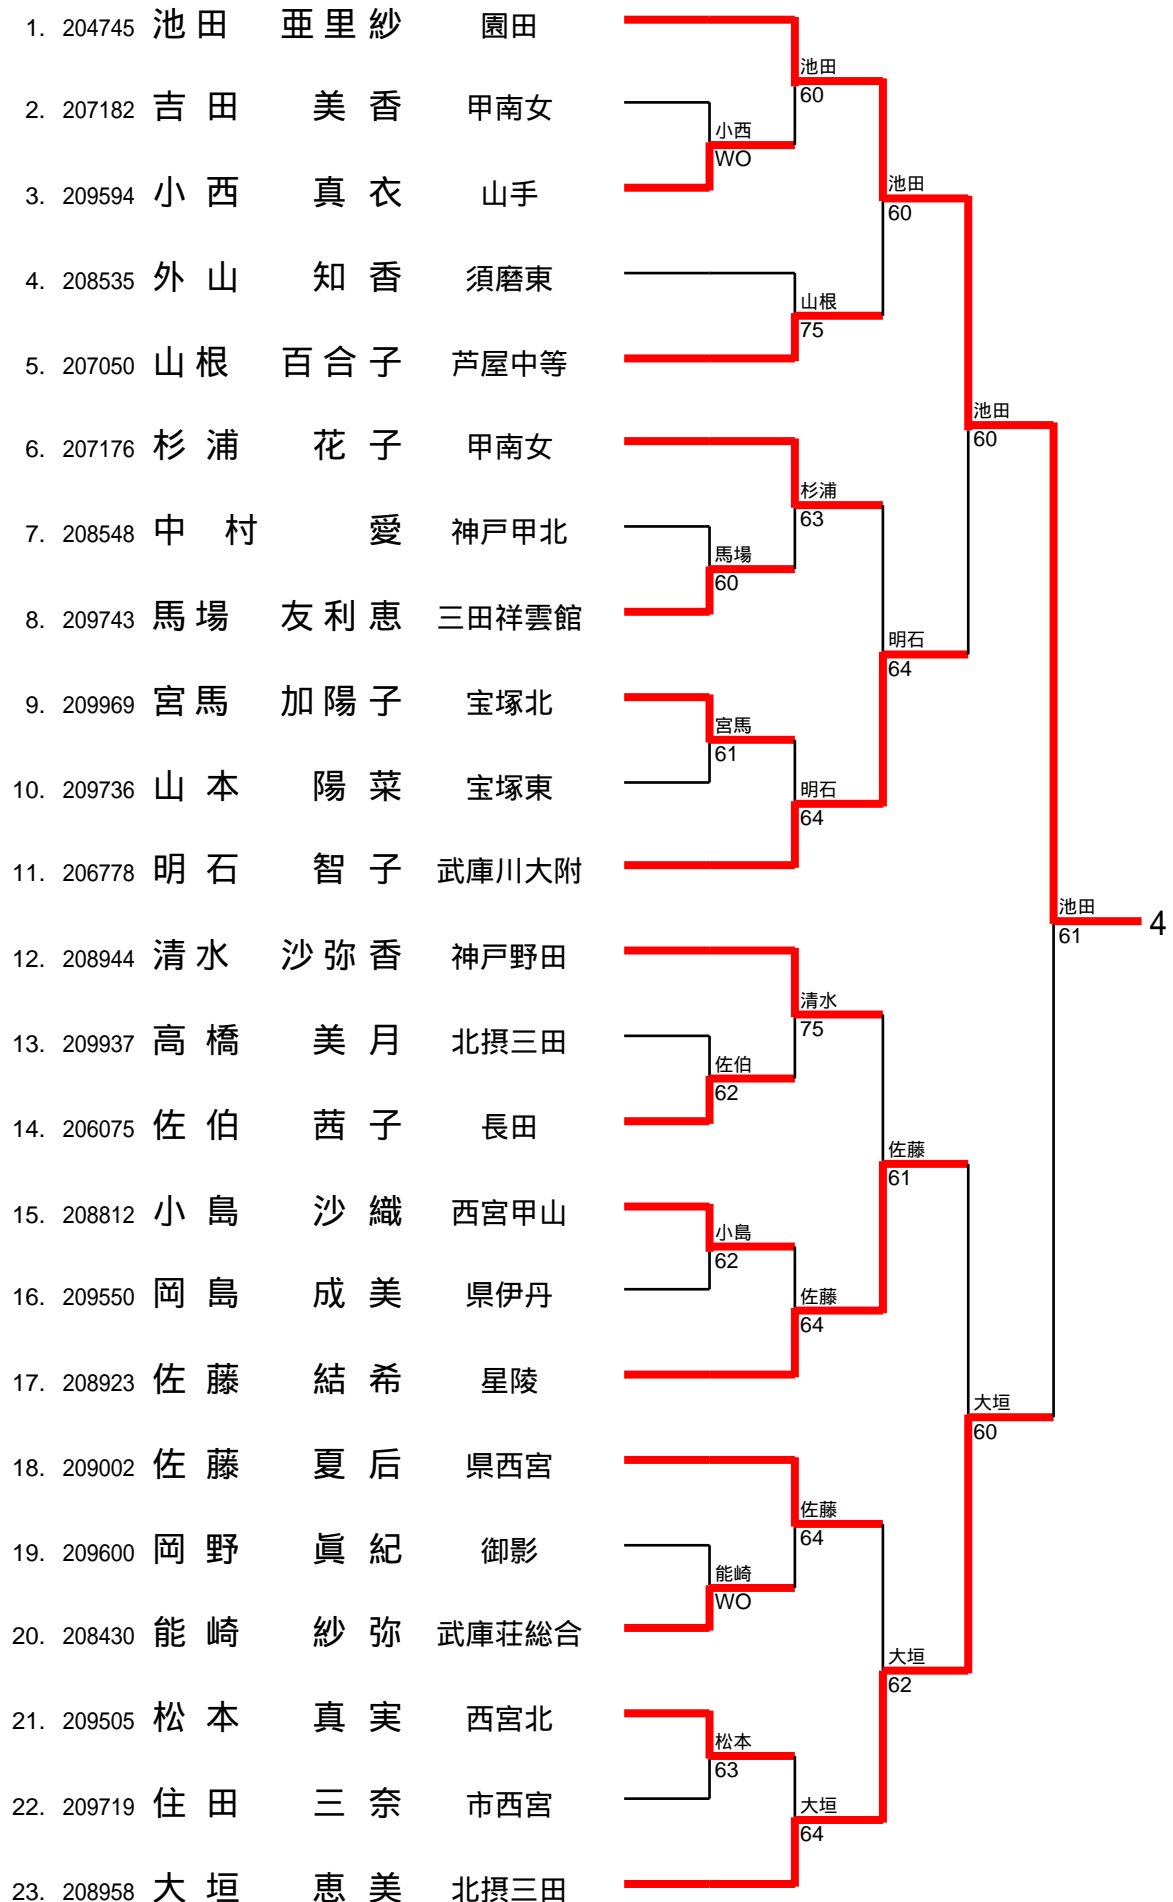 1. 204745 池田 亜里紗 園田
池田
60
2. 207182 吉田 美香 甲南女
小西
WO
3. 209594 小西 真衣 山手
池田
60
4. 208535 外山 知香 須磨東
山根
75
5. 207050 山根 百合子 芦屋中等
池田
60
6. 207176 杉浦 花子 甲南女
杉浦
63
7. 208548 中村 愛 神戸甲北
馬場
60
8. 209743 馬場 友利恵 三田祥雲館
明石
64
9. 209969 宮馬 加陽子 宝塚北
宮馬
61
10. 209736 山本 陽菜 宝塚東
明石
64
11. 206778 明石 智子 武庫川大附
池田
61
4
12. 208944 清水 沙弥香 神戸野田
清水
75
13. 209937 高橋 美月 北摂三田
佐伯
62
14. 206075 佐伯 茜子 長田
佐藤
61
15. 208812 小島 沙織 西宮甲山
小島
62
16. 209550 岡島 成美 県伊丹
佐藤
64
17. 208923 佐藤 結希 星陵
大垣
60
18. 209002 佐藤 夏后 県西宮
佐藤
64
19. 209600 岡野 眞紀 御影
能崎
WO
20. 208430 能崎 紗弥 武庫荘総合
大垣
62
21. 209505 松本 真実 西宮北
松本
63
22. 209719 住田 三奈 市西宮
大垣
64
23. 208958 大垣 恵美 北摂三田